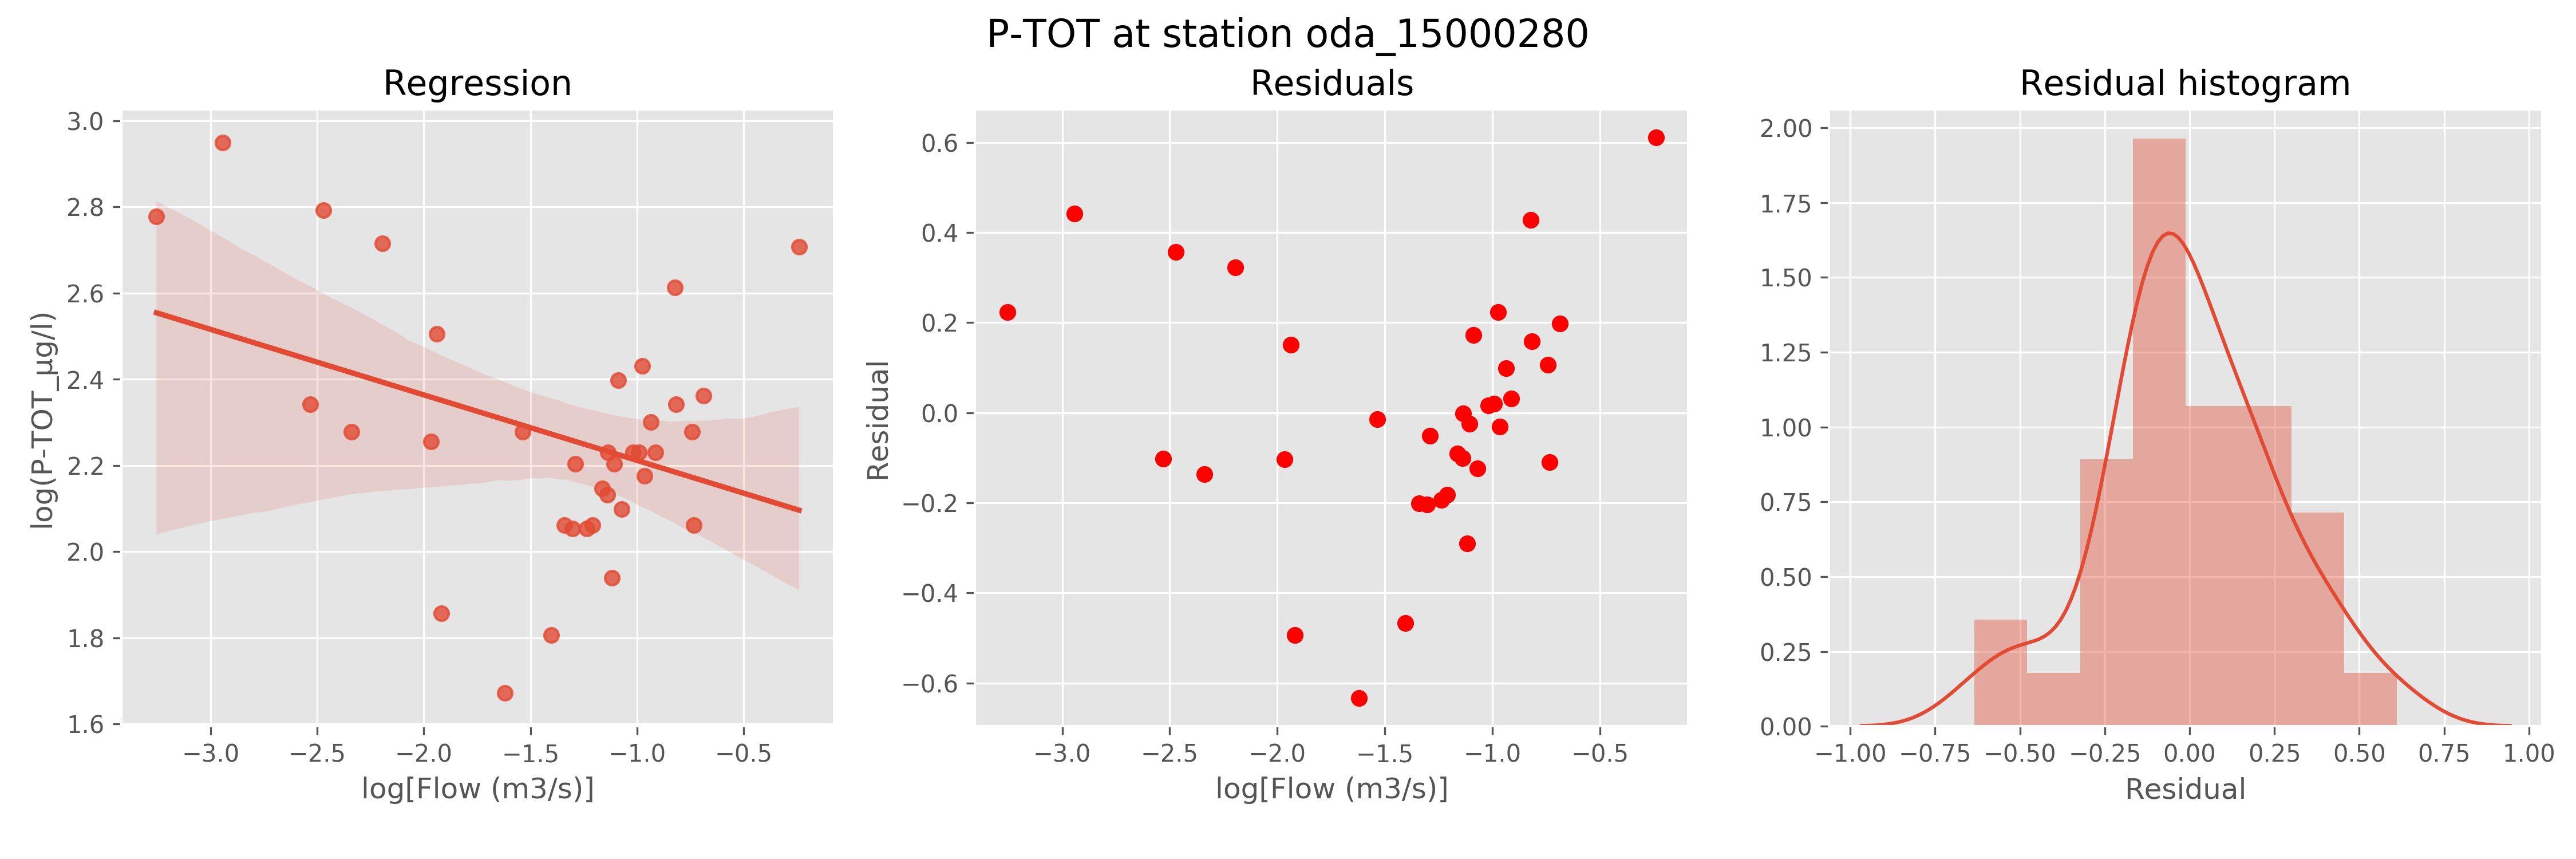 P-TOT at station oda_15000280
Regression
3.0
2.8
2.6
2.4
2.2
2.0
1.8
1.6
log(P-TOT_µg/l)
−3.0 −2.5 −2.0 −1.5 −1.0 −0.5
log[Flow (m3/s)]
Residuals
0.6
0.4
0.2
0.0
−0.2
−0.4
−0.6
Residual
−3.0 −2.5 −2.0 −1.5 −1.0 −0.5
log[Flow (m3/s)]
Residual histogram
2.00
1.75
1.50
1.25
1.00
0.75
0.50
0.25
0.00
−1.00 −0.75 −0.50 −0.25 0.00 0.25 0.50 0.75 1.00
Residual